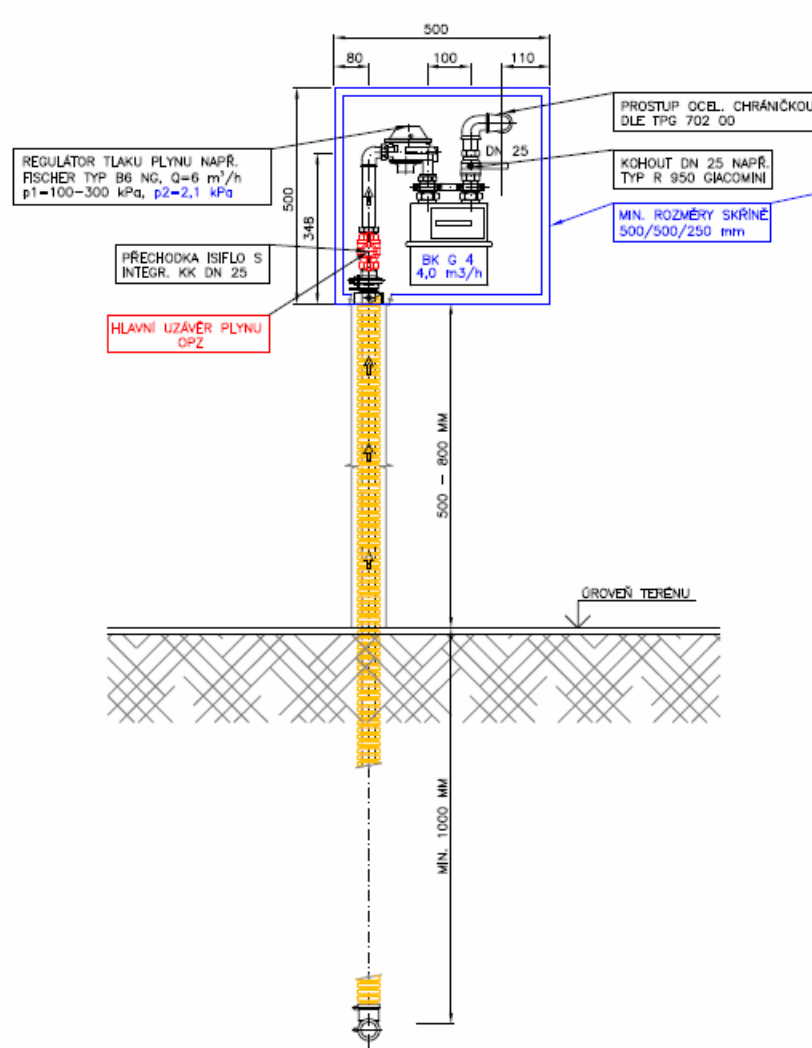 500
80
100
110
PROSTUP OCEL. CHRÁNIČKOU
DLE TPG 702 00
DN 25
REGULÁTOR TLAKU PLYNU NAPŘ.
FISCHER TYP B6 NG, Q=6 m³/h
p1=100-300 kPa, p2=2,1 kPa
KOHOUT DN 25 NAPŘ.
TYP R 950 GIACOMINI
500
348
MIN. ROZMĚRY SKŘÍNĚ
500/500/250 mm
PŘECHODKA ISIFLO S
INTEGR. KK DN 25
BK G 4
4,0 m3/h
HLAVNÍ UZÁVĚR PLYNU
OPZ
500 - 800 MM
ÚROVEŇ TERÉNU
MIN. 1000 MM